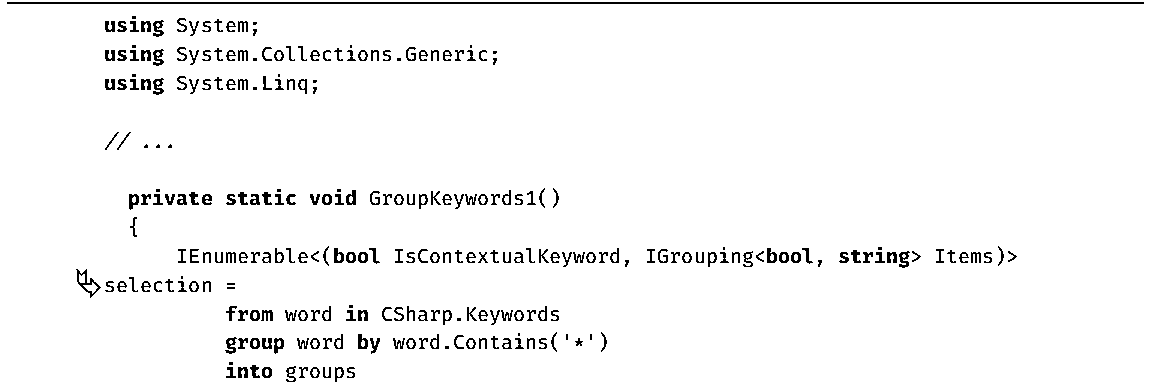 using System;
using System.Collections.Generic;
using System.Linq;
// ...
private static void GroupKeywords1()
{
IEnumerable<(bool IsContextualKeyword, IGrouping<bool, string> Items)>
selection =
from word in CSharp.Keywords
group word by word.Contains('*')
into groups